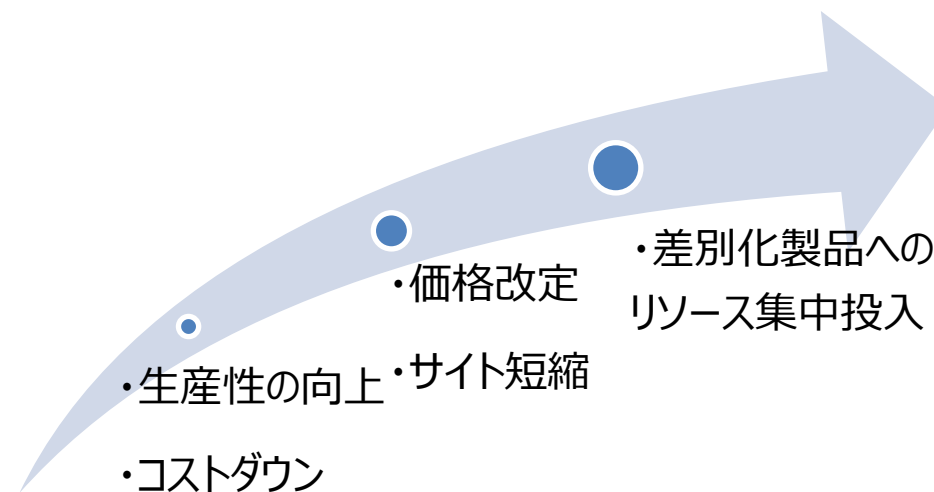 ・生産性の向上
・コストダウン
・価格改定
・サイト短縮
・差別化製品への
リソース集中投入